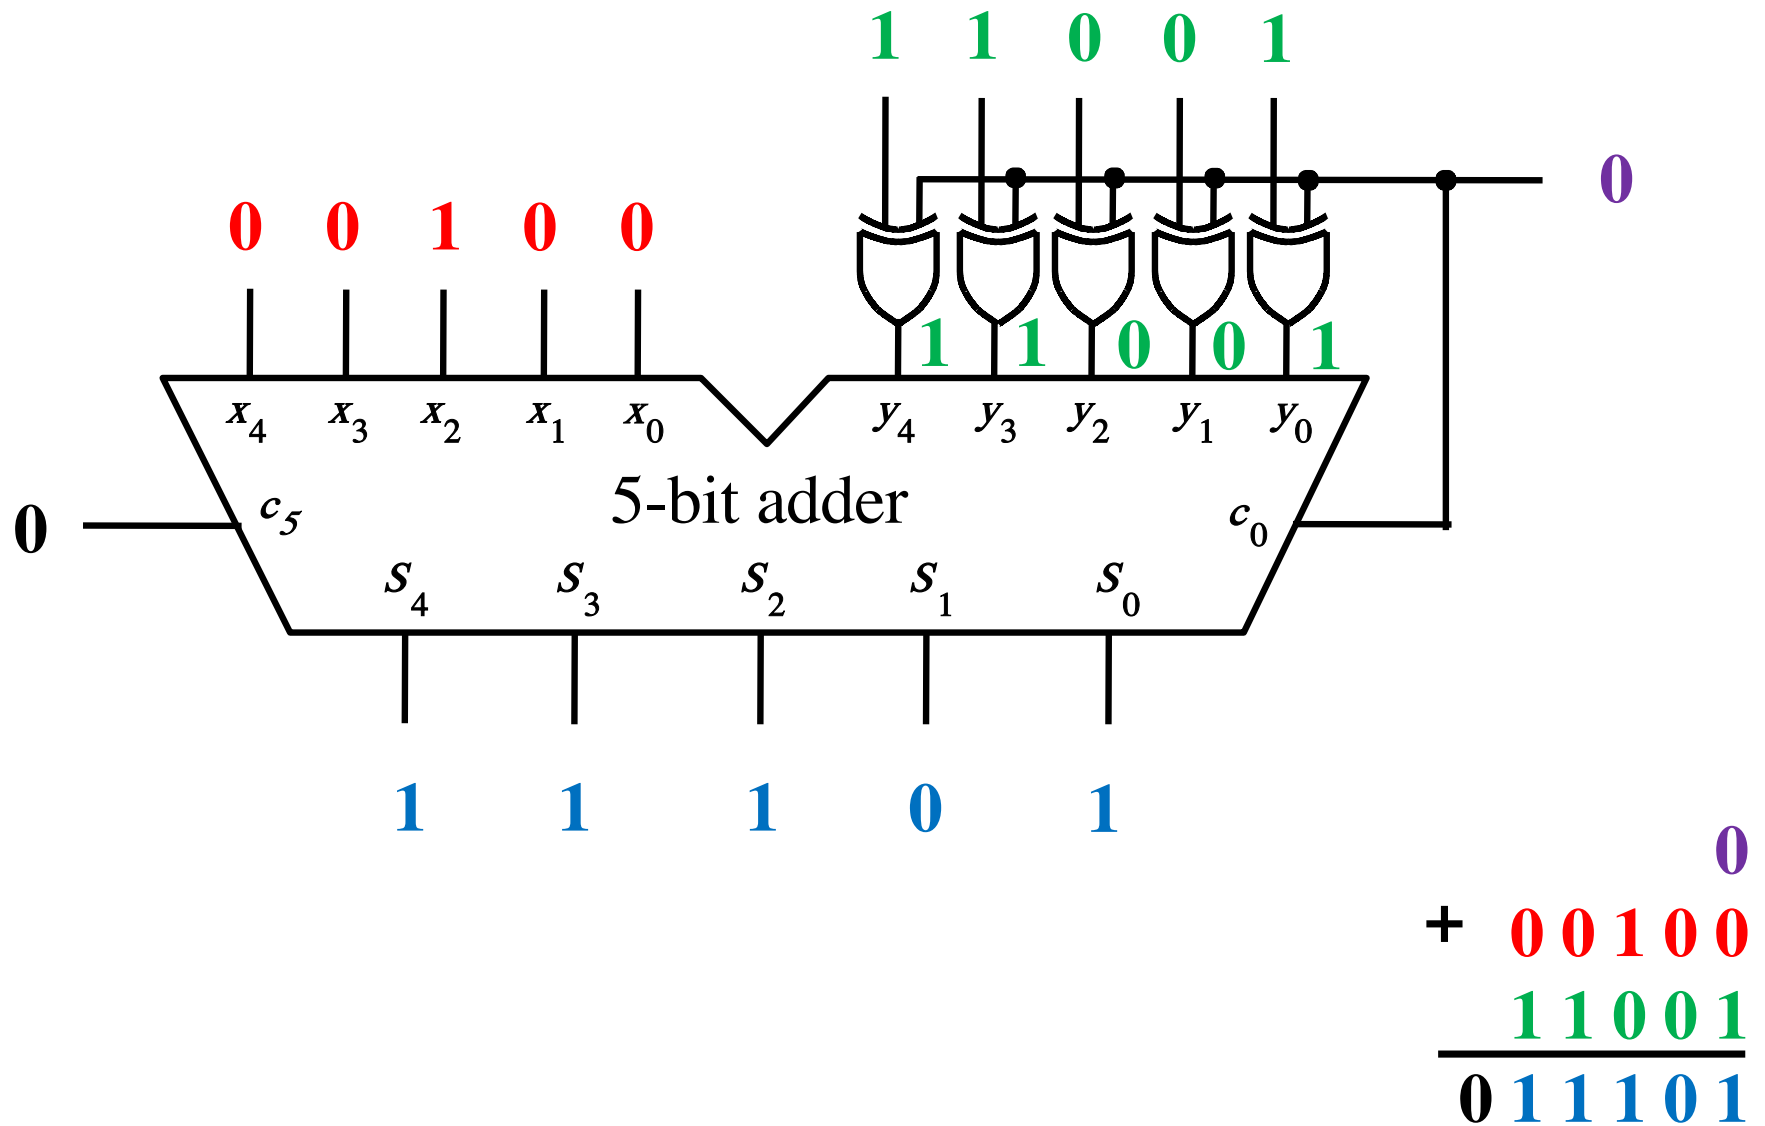 1 1 0 0 1
0
0 0 1 0 0
1 1 0 0 1
x4 x3 x2 x1 x0 y4 y3 y2 y1 y0
0 c5 5-bit adder c0
S4 S3 S2 S1 S0
1 1 1 0 1
0
+ 0 0 1 0 0
1 1 0 0 1
0 1 1 1 0 1